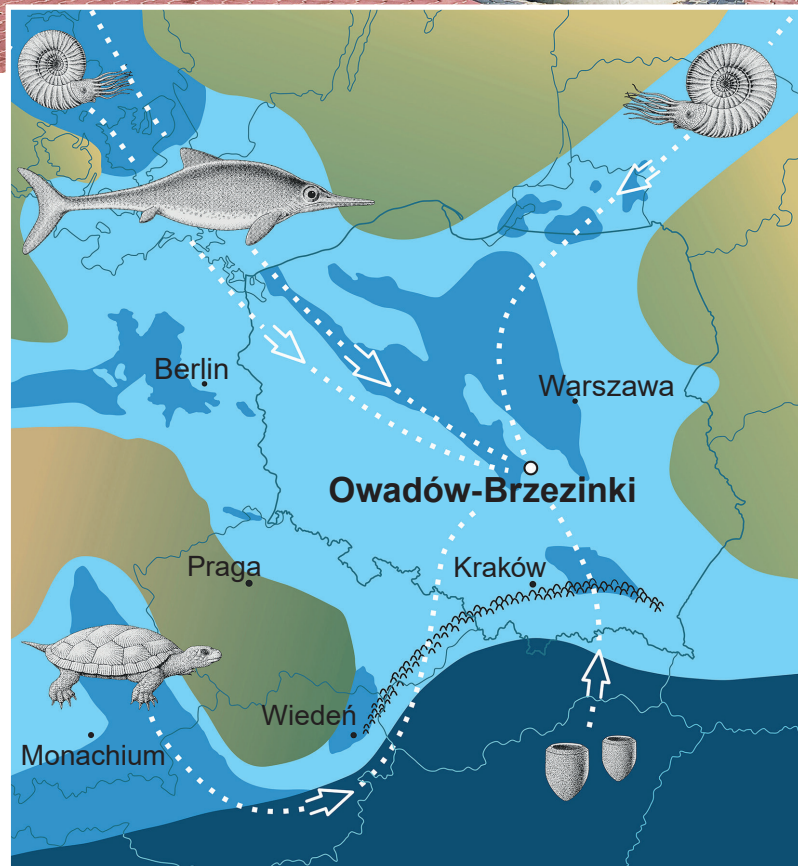 Berlin
Warszawa
Owadów-Brzezinki
Praga
Kraków
Wiedeń
Monachium